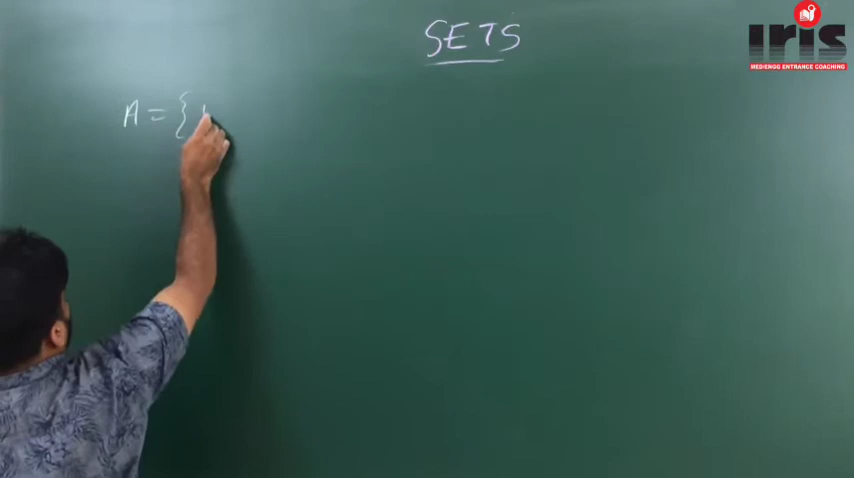 SETS
IRIS
MED/ENGG ENTRANCE COACHING
A = {